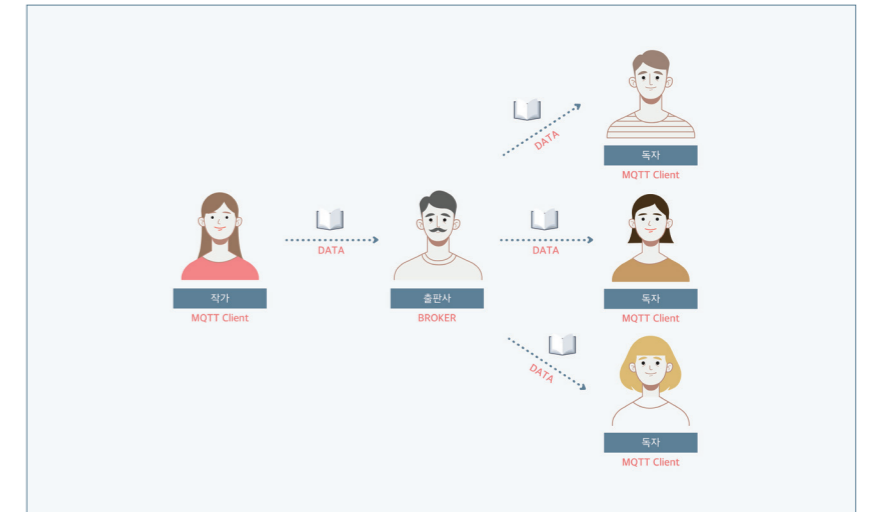 DATA
독자
MQTT Client
작가
MQTT Client
DATA
출판사
BROKER
DATA
독자
MQTT Client
DATA
독자
MQTT Client